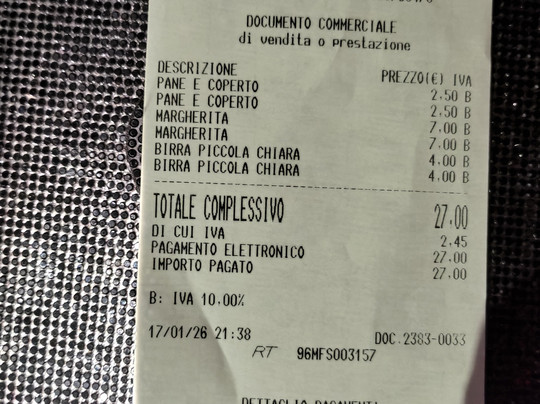 DOCUMENTO COMMERCIALE
di vendita o prestazione
DESCRIZIONE PREZZO(€) IVA
PANE E COPERTO 2,50 B
PANE E COPERTO 2,50 B
MARGHERITA 7,00 B
MARGHERITA 7,00 B
BIRRA PICCOLA CHIARA 4,00 B
BIRRA PICCOLA CHIARA 4,00 B
TOTALE COMPLESSIVO 27,00
DI CUI IVA 2,45
PAGAMENTO ELETTRONICO 27,00
IMPORTO PAGATO 27,00
B: IVA 10,00%
17/01/26 21:38 DOC.2383-0033
RT 96MFS003157
DETTAGLIO PAGAMENTI